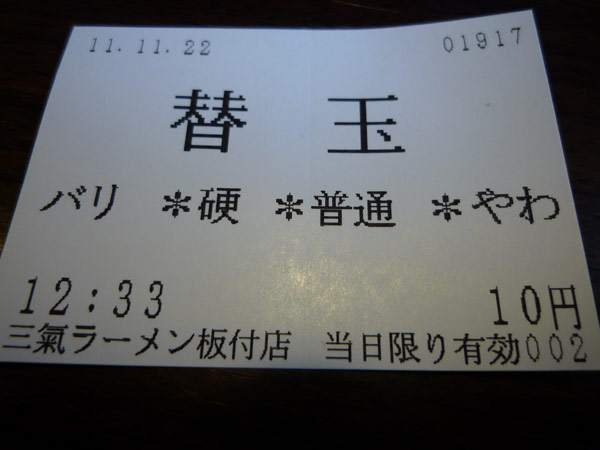 11.11.22 01917
替 玉
バリ ＊硬 ＊普通 ＊やわ
12:33 10円
三氣ラーメン板付店 当日限り有効002